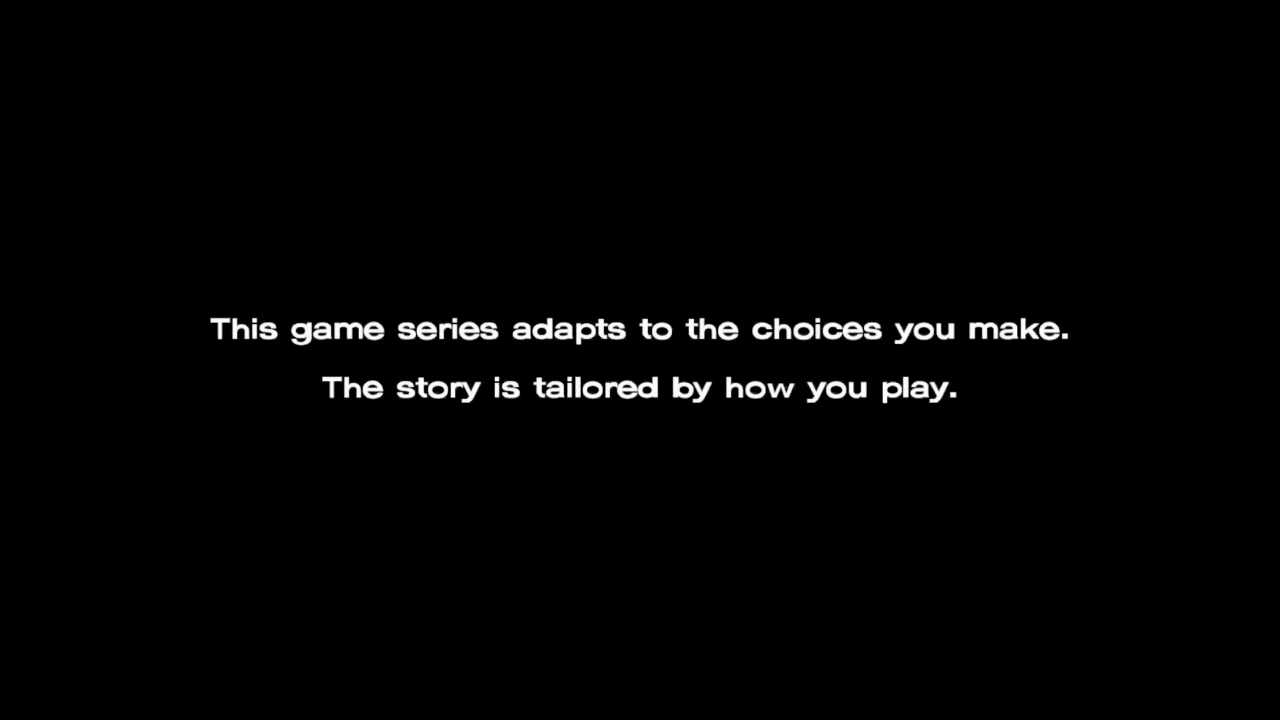 This game series adapts to the choices you make.
The story is tailored by how you play.